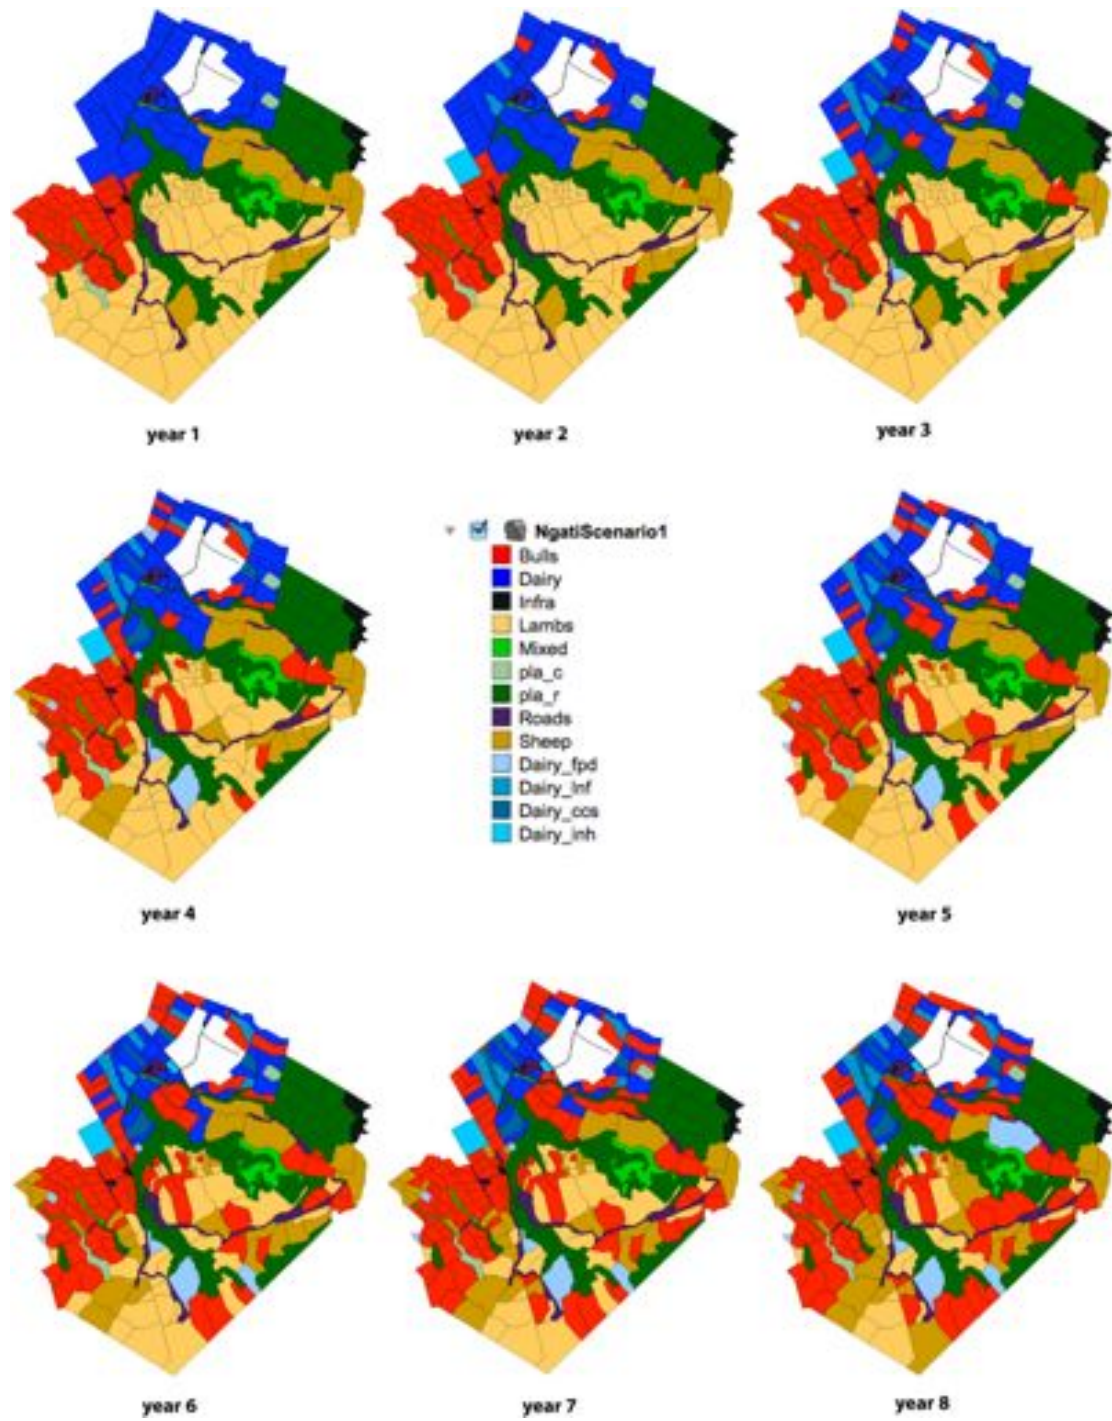 year 1
year 2
year 3
NgatiScenario1
Bulls
Dairy
Infra
Lambs
Mixed
pla_c
pla_r
Roads
Sheep
Dairy_fpd
Dairy_lnf
Dairy_ccs
Dairy_inh
year 4
year 5
year 6
year 7
year 8